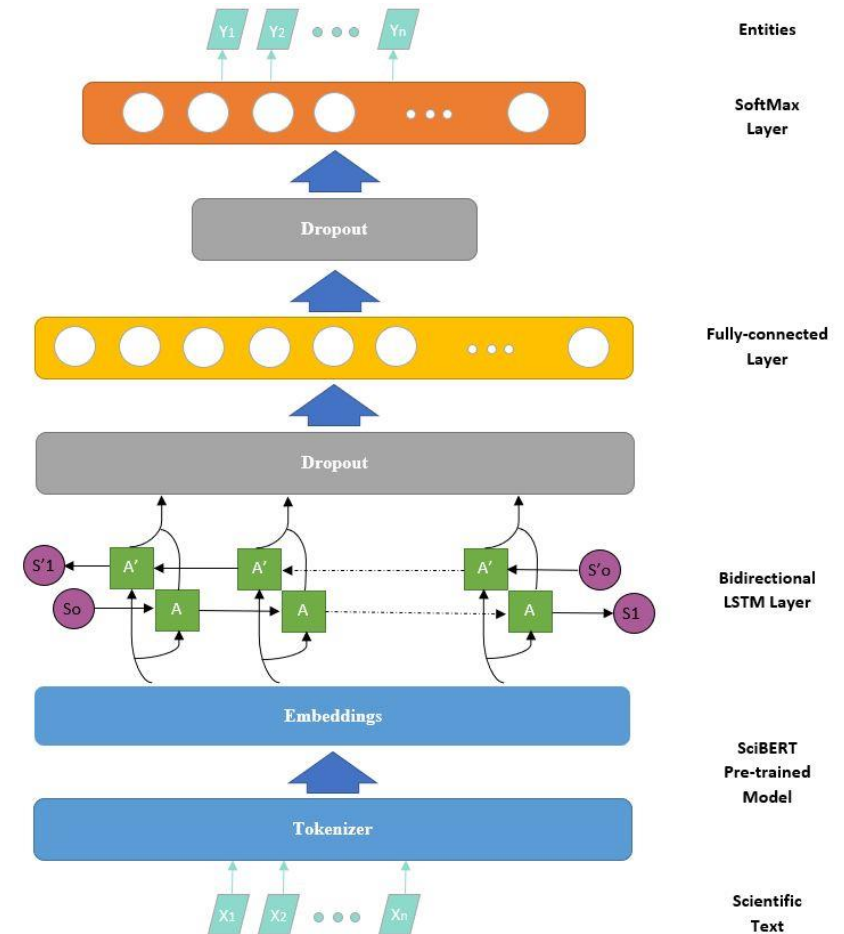 Y1 Y2 Yn
Entities
SoftMax
Layer
Dropout
Fully-connected
Layer
Dropout
S'1 A' A' A' S'o
So A A A S1
Bidirectional
LSTM Layer
Embeddings
SciBERT
Pre-trained
Model
Tokenizer
X1 X2 Xn
Scientific
Text